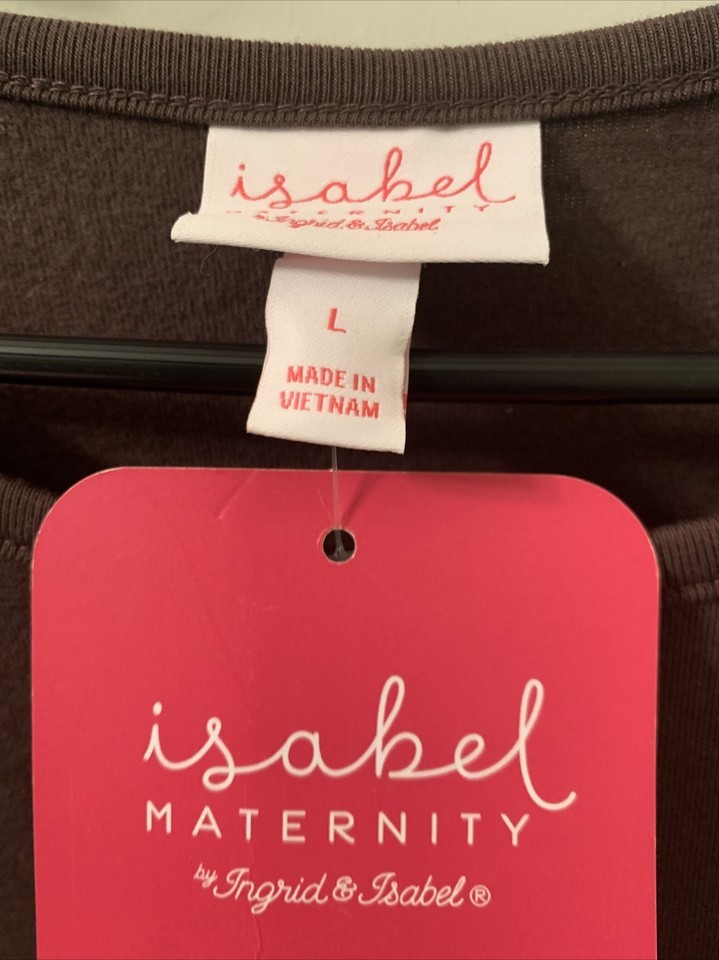 isabel
MATERNITY
by Ingrid & Isabel
L
MADE IN
VIETNAM
isabel
MATERNITY
by Ingrid & Isabel®